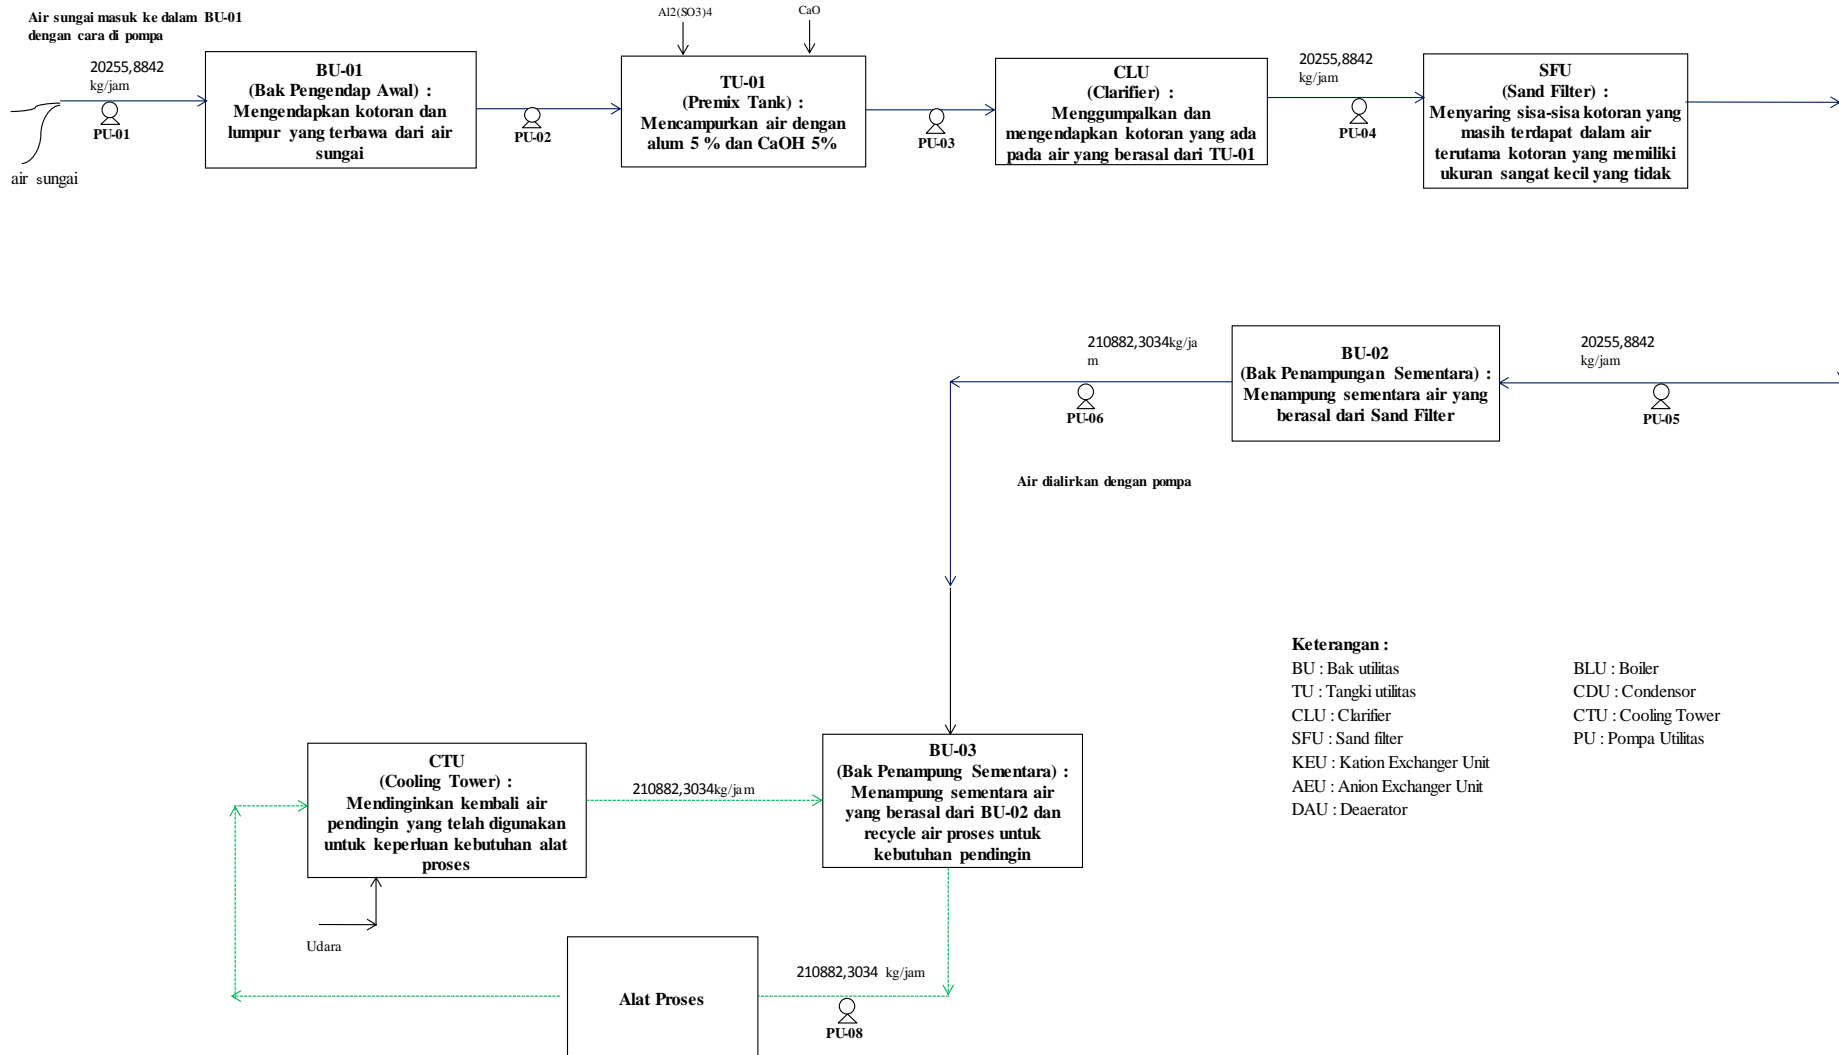 Air sungai masuk ke dalam BU-01
dengan cara di pompa
20255,8842
kg/jam
PU-01
air sungai
BU-01
(Bak Pengendap Awal) :
Mengendapkan kotoran dan
lumpur yang terbawa dari air
sungai
PU-02
Al2(SO3)4
CaO
TU-01
(Premix Tank) :
Mencampurkan air dengan
alum 5 % dan CaOH 5%
PU-03
CLU
(Clarifier) :
Menggumpalkan dan
mengendapkan kotoran yang ada
pada air yang berasal dari TU-01
20255,8842
kg/jam
PU-04
SFU
(Sand Filter) :
Menyaring sisa-sisa kotoran yang
masih terdapat dalam air
terutama kotoran yang memiliki
ukuran sangat kecil yang tidak
210882,3034kg/ja
m
PU-06
BU-02
(Bak Penampungan Sementara) :
Menampung sementara air yang
berasal dari Sand Filter
20255,8842
kg/jam
PU-05
Air dialirkan dengan pompa
Keterangan :
BU : Bak utilitas
TU : Tangki utilitas
CLU : Clarifier
SFU : Sand filter
KEU : Kation Exchanger Unit
AEU : Anion Exchanger Unit
DAU : Deaerator
BLU : Boiler
CDU : Condensor
CTU : Cooling Tower
PU : Pompa Utilitas
CTU
(Cooling Tower) :
Mendinginkan kembali air
pendingin yang telah digunakan
untuk keperluan kebutuhan alat
proses
210882,3034kg/jam
BU-03
(Bak Penampung Sementara) :
Menampung sementara air
yang berasal dari BU-02 dan
recycle air proses untuk
kebutuhan pendingin
Udara
Alat Proses
210882,3034 kg/jam
PU-08